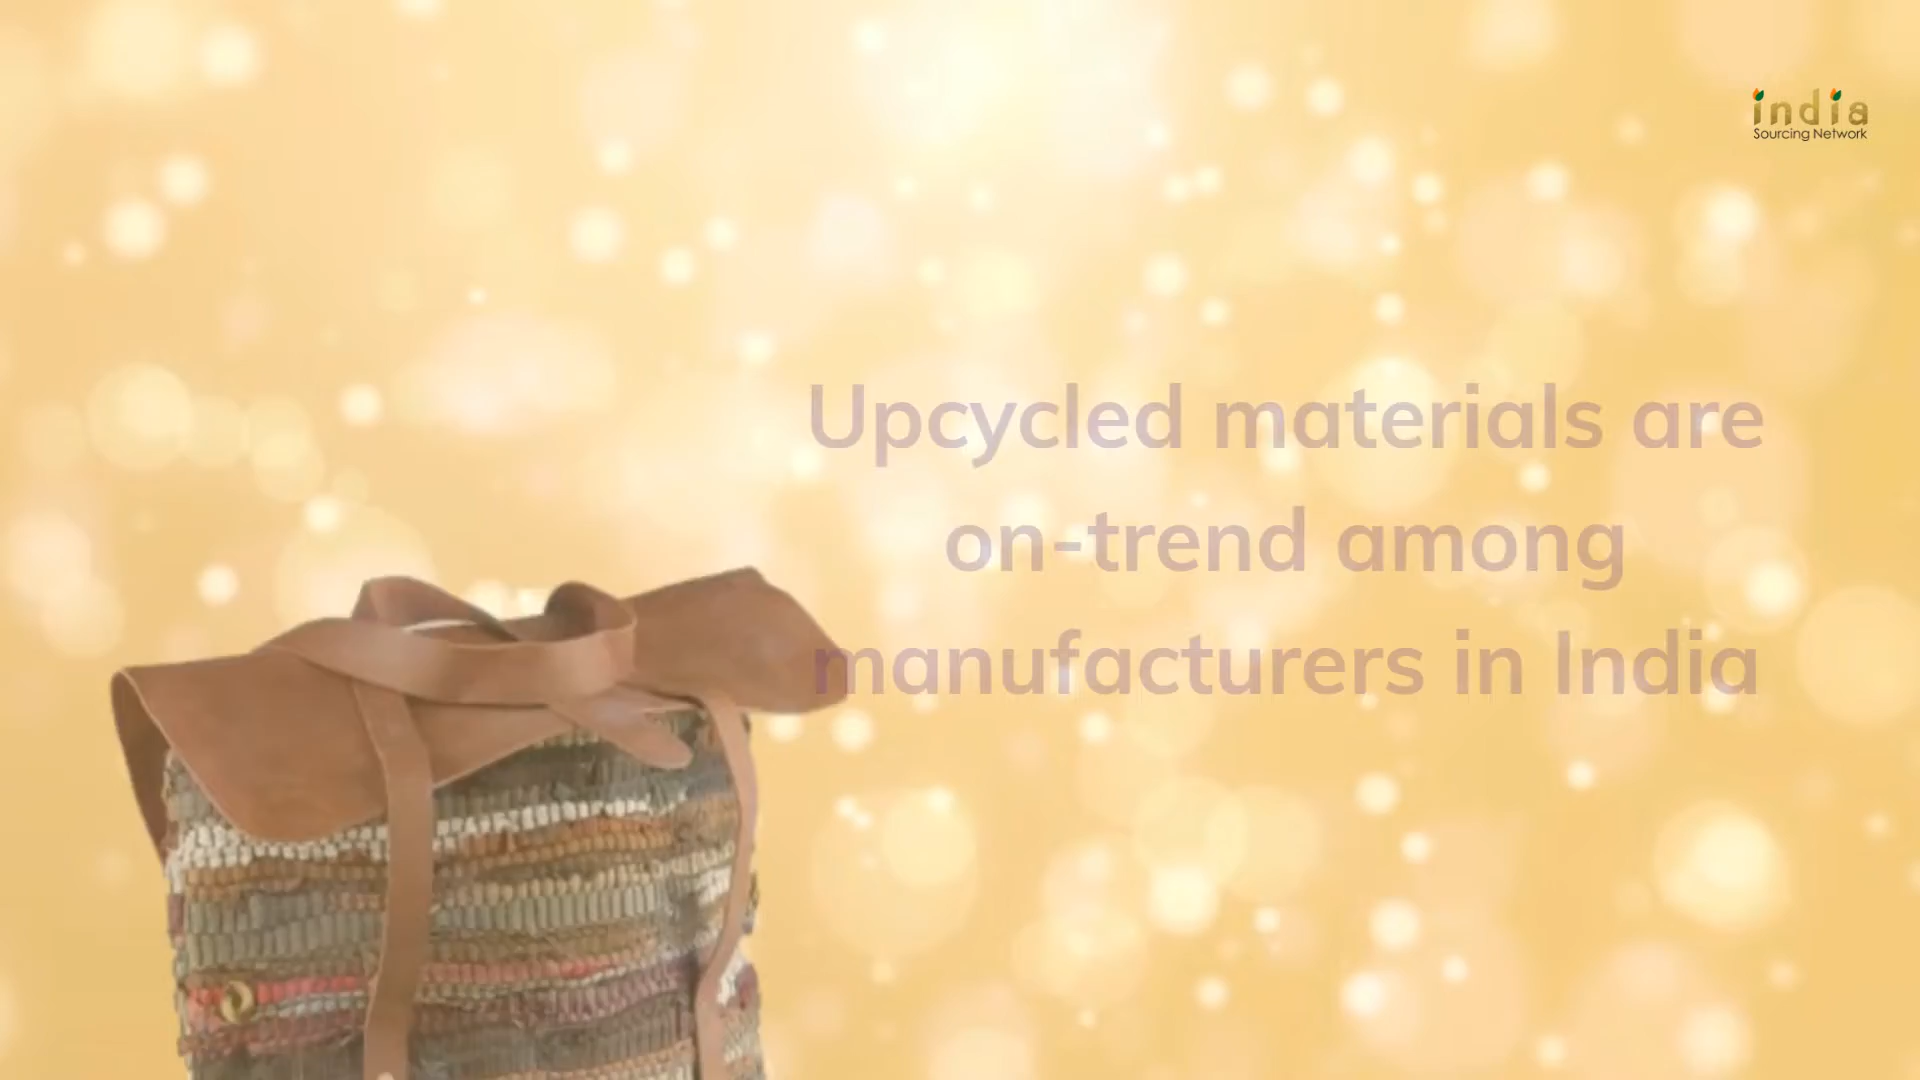 india
Sourcing Network
Upcycled materials are
on-trend among
manufacturers in India